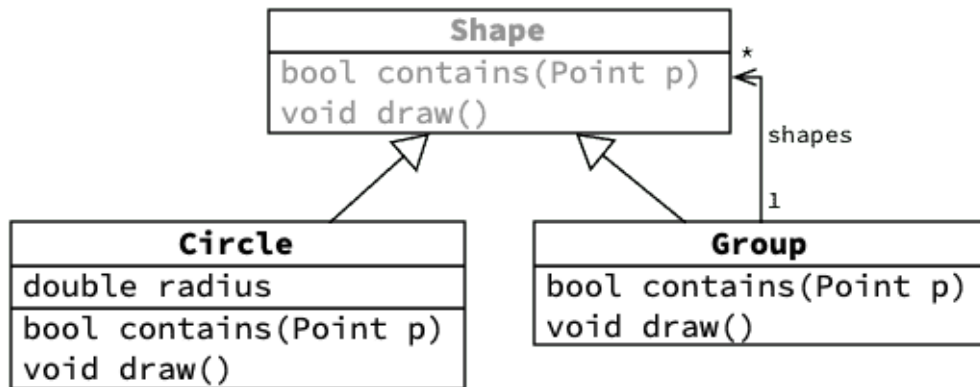 Shape
bool contains(Point p)
void draw()
*
shapes
1
Circle
double radius
bool contains(Point p)
void draw()
Group
bool contains(Point p)
void draw()